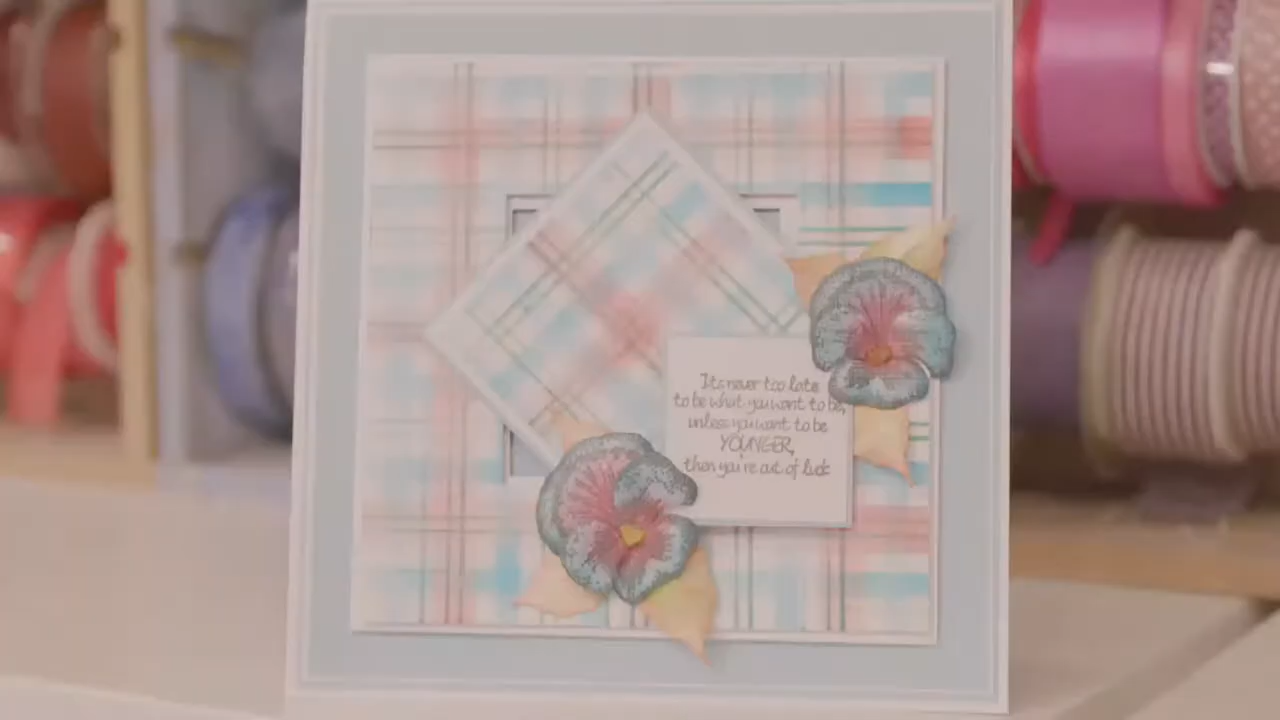 It's never too late
to be what you want to be,
unless you want to be
YOUNGER,
then you're out of luck